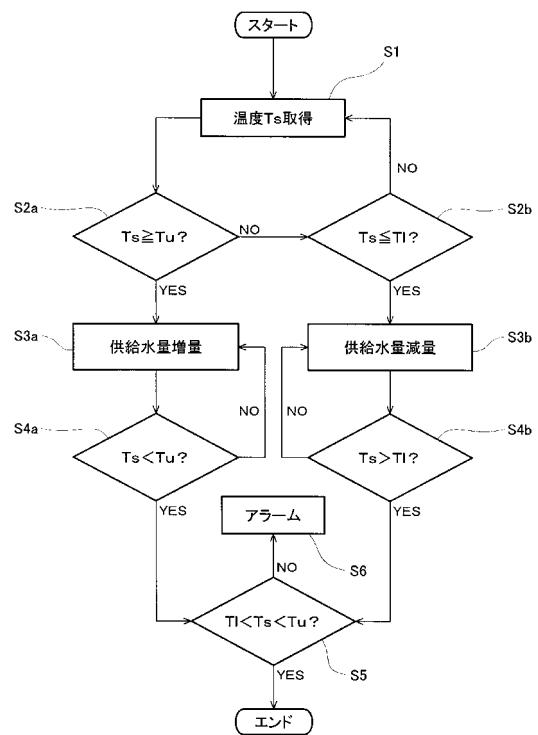 スタート
S1
温度Ts取得
NO
S2a
Ts≧Tu?
NO
Ts≦Tl?
S2b
YES
YES
S3a
供給水量増量
供給水量減量
S3b
NO
NO
S4a
Ts<Tu?
Ts>Tl?
S4b
YES
アラーム
YES
NO
S6
Tl<Ts<Tu?
S5
YES
エンド